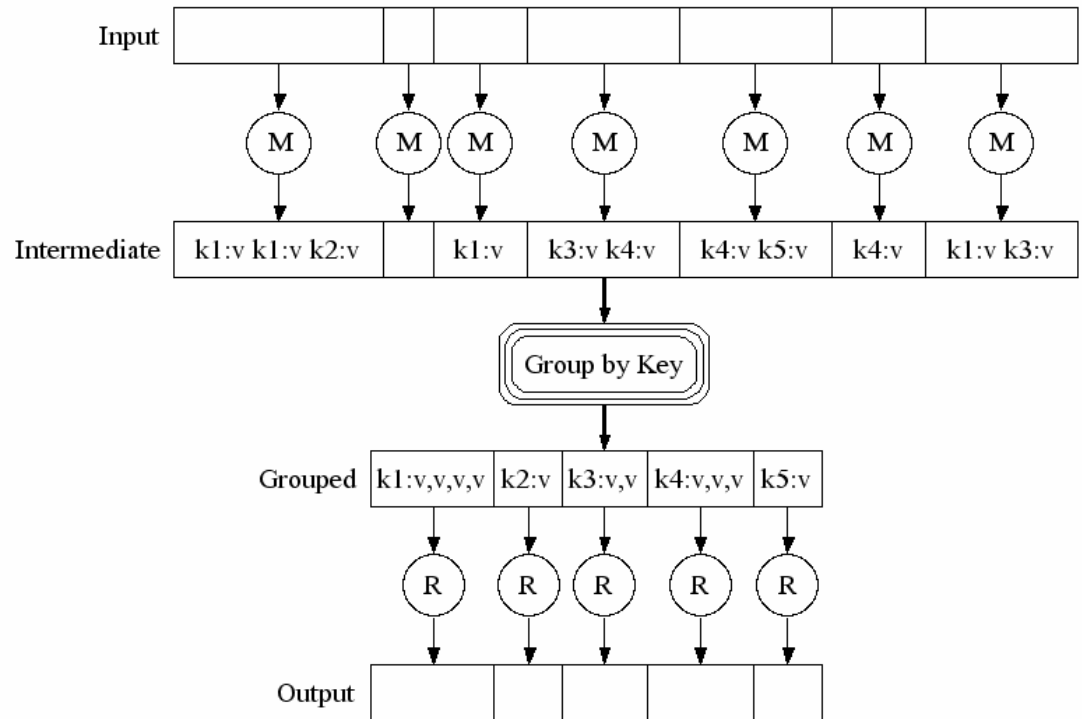 Input
M M M M M M M
Intermediate k1:v k1:v k2:v k1:v k3:v k4:v k4:v k5:v k4:v k1:v k3:v
Group by Key
Grouped k1:v,v,v,v k2:v k3:v,v k4:v,v,v k5:v
R R R R R
Output